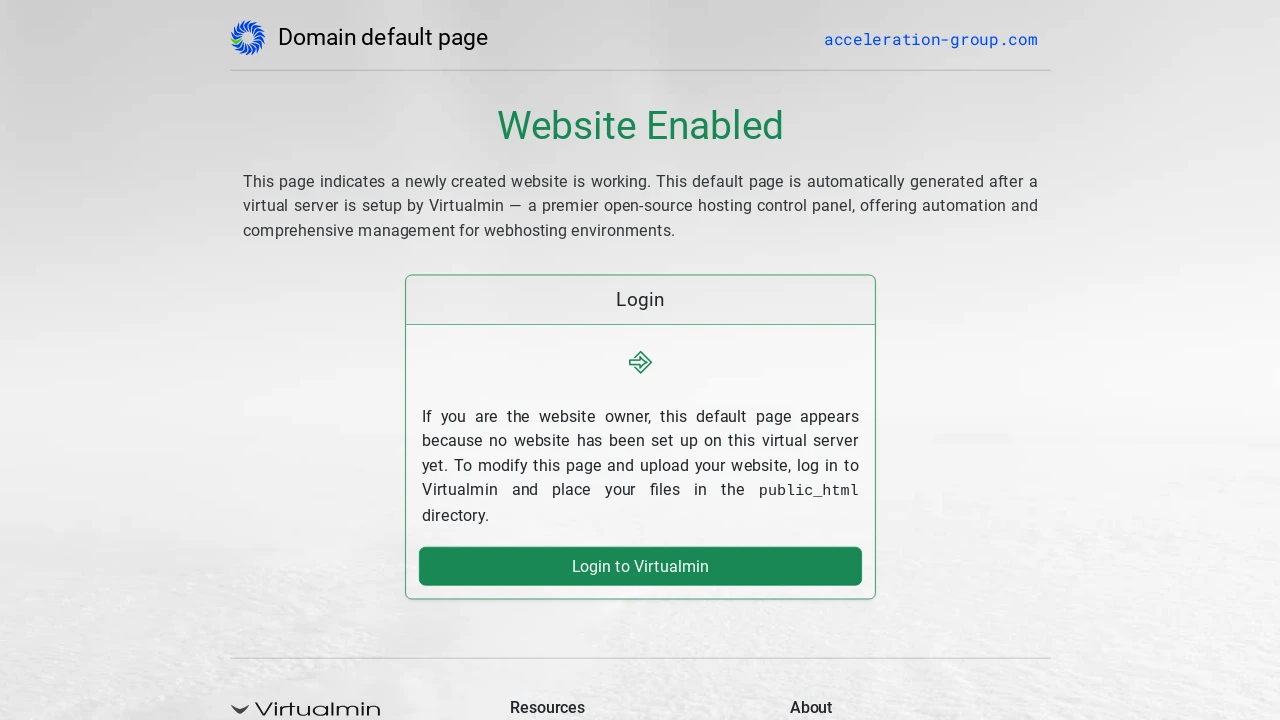 Domain default page
acceleration-group.com
Website Enabled
This page indicates a newly created website is working. This default page is automatically generated after a
virtual server is setup by Virtualmin — a premier open-source hosting control panel, offering automation and
comprehensive management for webhosting environments.
Login
If you are the website owner, this default page appears
because no website has been set up on this virtual server
yet. To modify this page and upload your website, log in to
Virtualmin and place your files in the public_html
directory.
Login to Virtualmin
Virtualmin
Resources
About